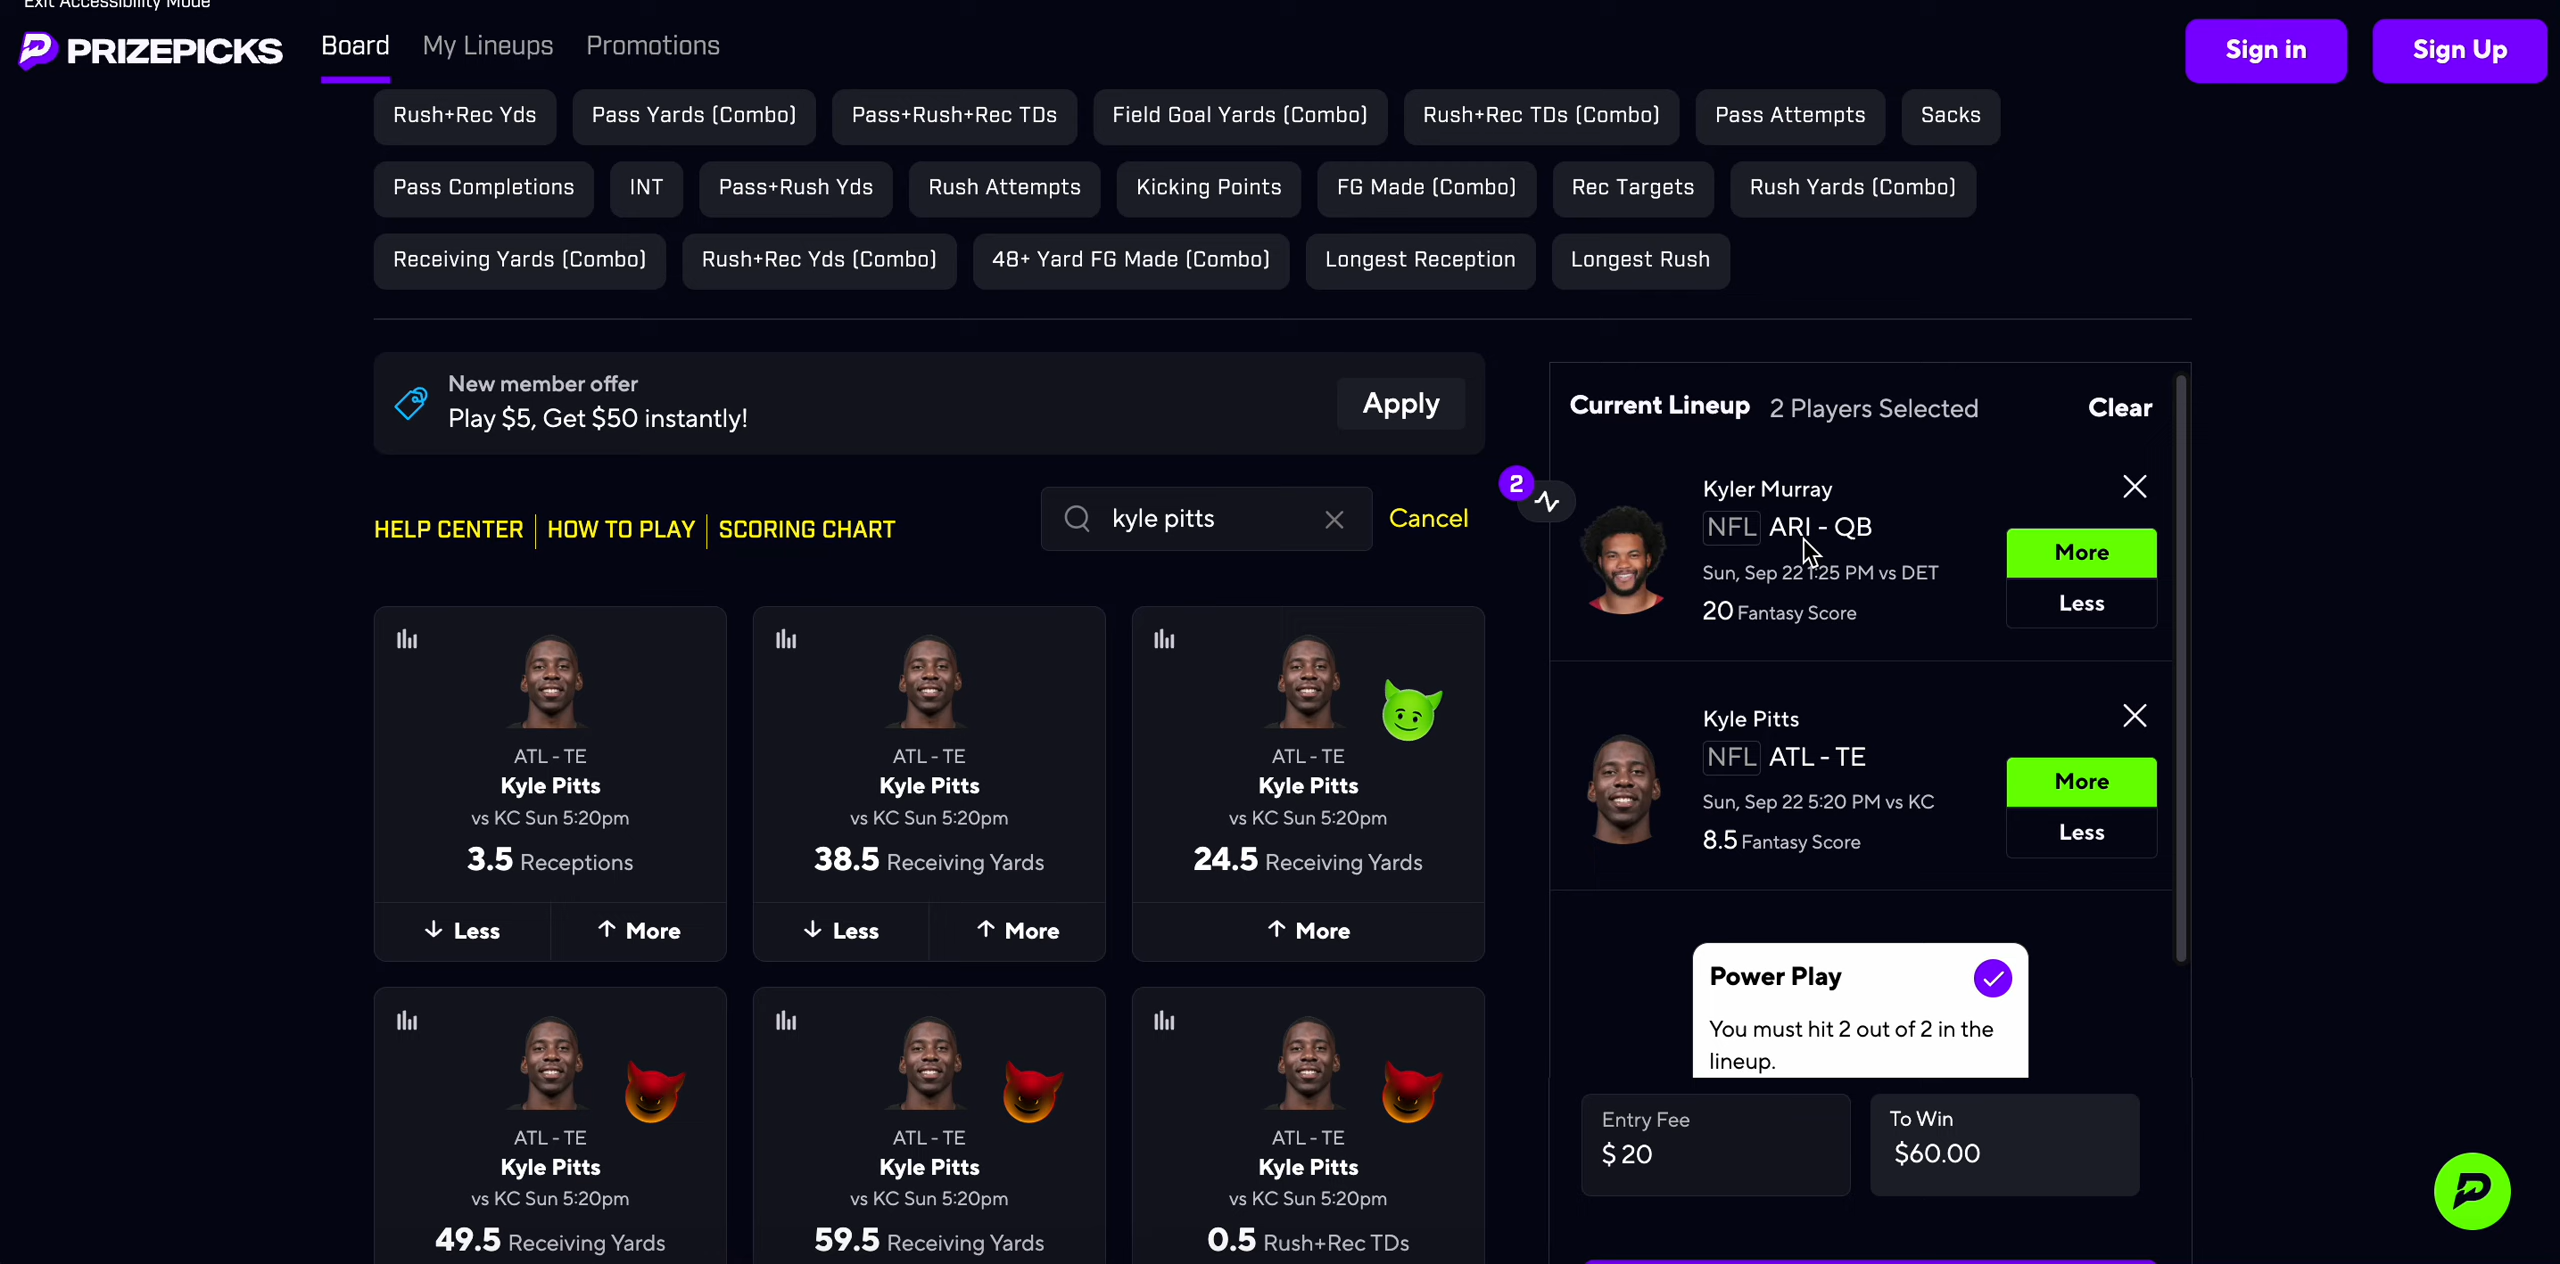 Exit Accessibility Mode
PRIZEPICKS
Board
My Lineups
Promotions
Sign in
Sign Up
Rush+Rec Yds
Pass Yards (Combo)
Pass+Rush+Rec TDs
Field Goal Yards (Combo)
Rush+Rec TDs (Combo)
Pass Attempts
Sacks
Pass Completions
INT
Pass+Rush Yds
Rush Attempts
Kicking Points
FG Made (Combo)
Rec Targets
Rush Yards (Combo)
Receiving Yards (Combo)
Rush+Rec Yds (Combo)
48+ Yard FG Made (Combo)
Longest Reception
Longest Rush
New member offer
Play $5, Get $50 instantly!
Apply
HELP CENTER
HOW TO PLAY
SCORING CHART
kyle pitts
Cancel
ATL - TE
Kyle Pitts
vs KC Sun 5:20pm
3.5 Receptions
Less
More
ATL - TE
Kyle Pitts
vs KC Sun 5:20pm
38.5 Receiving Yards
Less
More
ATL - TE
Kyle Pitts
vs KC Sun 5:20pm
24.5 Receiving Yards
More
ATL - TE
Kyle Pitts
vs KC Sun 5:20pm
49.5 Receiving Yards
ATL - TE
Kyle Pitts
vs KC Sun 5:20pm
59.5 Receiving Yards
ATL - TE
Kyle Pitts
vs KC Sun 5:20pm
0.5 Rush+Rec TDs
Current Lineup
2 Players Selected
Clear
2
Kyler Murray
NFL ARI - QB
Sun, Sep 22 1:25 PM vs DET
20 Fantasy Score
More
Less
Kyle Pitts
NFL ATL - TE
Sun, Sep 22 5:20 PM vs KC
8.5 Fantasy Score
More
Less
Power Play
You must hit 2 out of 2 in the
lineup.
Entry Fee
$ 20
To Win
$60.00